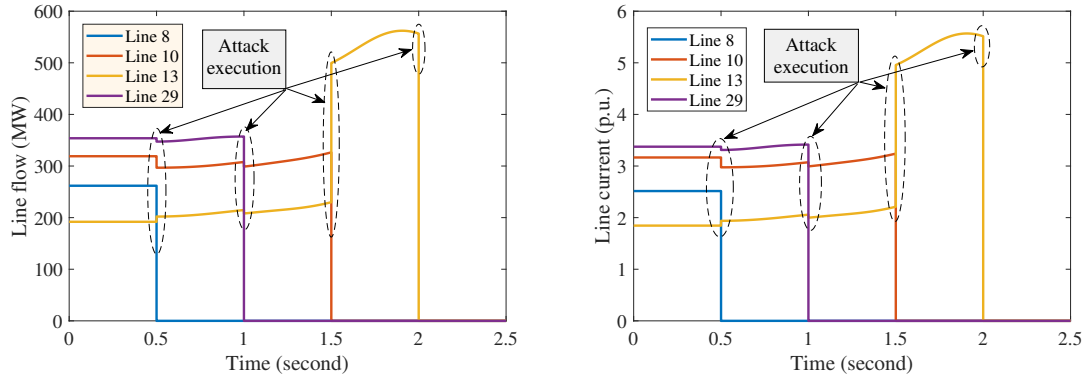 600
500
400
300
200
100
0
Line flow (MW)
Line 8
Line 10
Line 13
Line 29
Attack
execution
0
0.5
1
1.5
2
2.5
Time (second)
6
5
4
3
2
1
0
Line current (p.u.)
Line 8
Line 10
Line 13
Line 29
Attack
execution
0
0.5
1
1.5
2
2.5
Time (second)